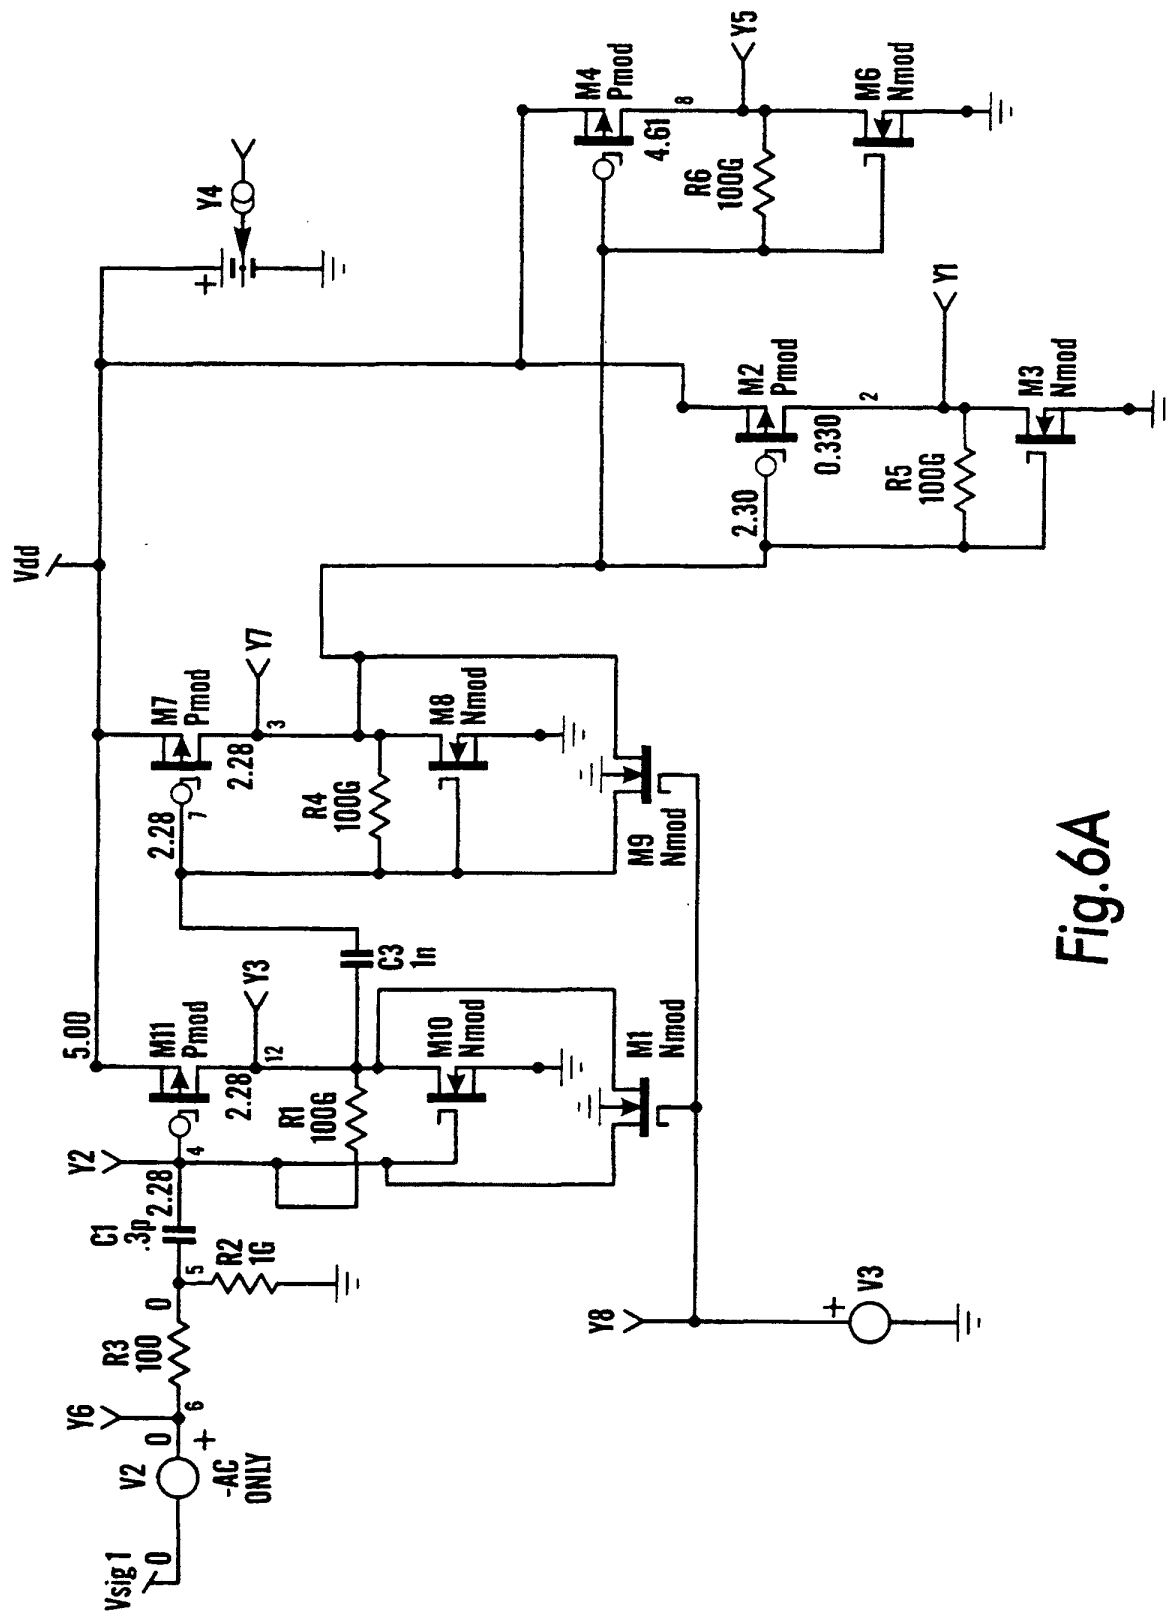 Vdd
5.00
Y4
+
M11
Pmod
2.28
Y3
12
M7
Pmod
2.28
Y7
3
2.28
7
Y2
4
2.28
C1
.3p
R3
100
0
5
R2
1G
Y6
6
0
V2
+
-AC
ONLY
Vsig1
0
R1
100G
M10
Nmod
C3
1n
R4
100G
M8
Nmod
M1
Nmod
M9
Nmod
Y8
+
V3
M4
Pmod
4.61
8
Y5
R6
100G
M6
Nmod
M2
Pmod
2.30
0.330
2
Y1
R5
100G
M3
Nmod
Fig.6A